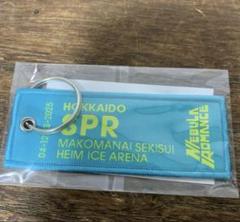 HOKKAIDO
SPR
MAKOMANAI SEKISUI
HEIM ICE ARENA
NEBULA
ROMANCE